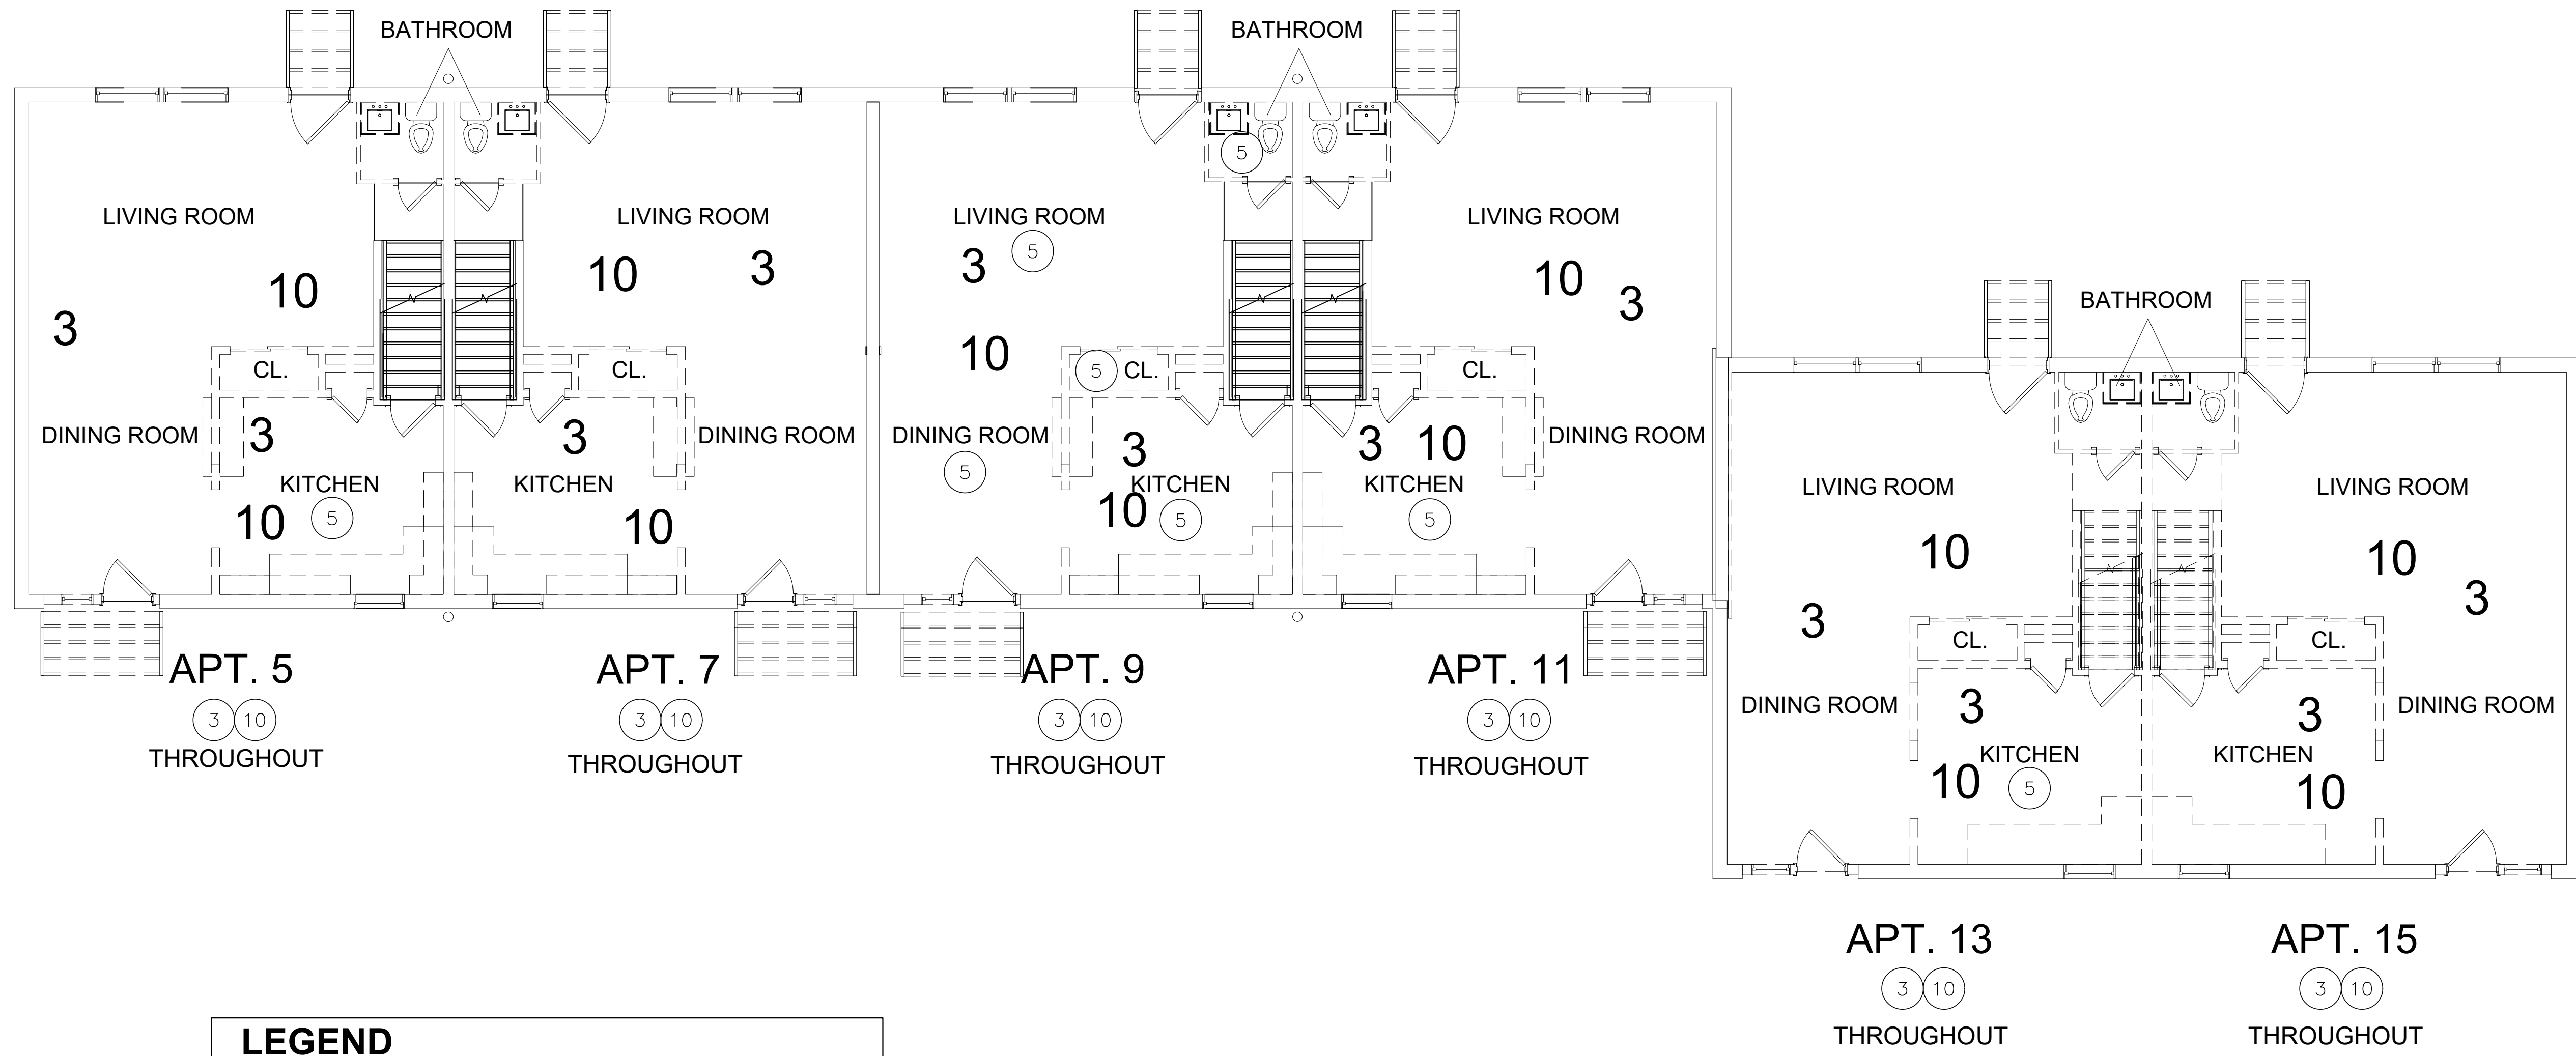 BATHROOM
BATHROOM
5
LIVING ROOM
LIVING ROOM
LIVING ROOM
LIVING ROOM
5
3
10
10
3
3
10
10
3
BATHROOM
CL.
CL.
5
CL.
CL.
DINING ROOM
3
3
DINING ROOM
DINING ROOM
3
3
10
DINING ROOM
5
KITCHEN
KITCHEN
KITCHEN
KITCHEN
10
5
10
10
5
5
LIVING ROOM
LIVING ROOM
10
10
3
3
CL.
CL.
DINING ROOM
3
3
DINING ROOM
KITCHEN
KITCHEN
10
5
10
APT. 5
APT. 7
APT. 9
APT. 11
3 10
3 10
3 10
3 10
THROUGHOUT
THROUGHOUT
THROUGHOUT
THROUGHOUT
APT. 13
APT. 15
3 10
3 10
THROUGHOUT
THROUGHOUT
LEGEND